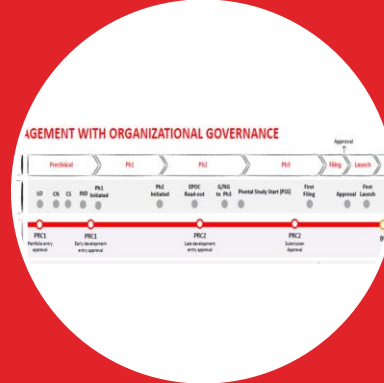 AGEMENT WITH ORGANIZATIONAL GOVERNANCE
Approval
Preclinical Ph1 Ph2 Ph3 Filing Launch
LO CN CS IND Ph1 Initiated Ph2 Initiated EPOC Read-out G/NG to Ph3 Pivotal Study Start [PSS] First Filing Approval First Launch
PRC1 PRC1 PRC2 PRC2
Portfolio entry approval Early development entry approval Late development entry approval Submission Approval